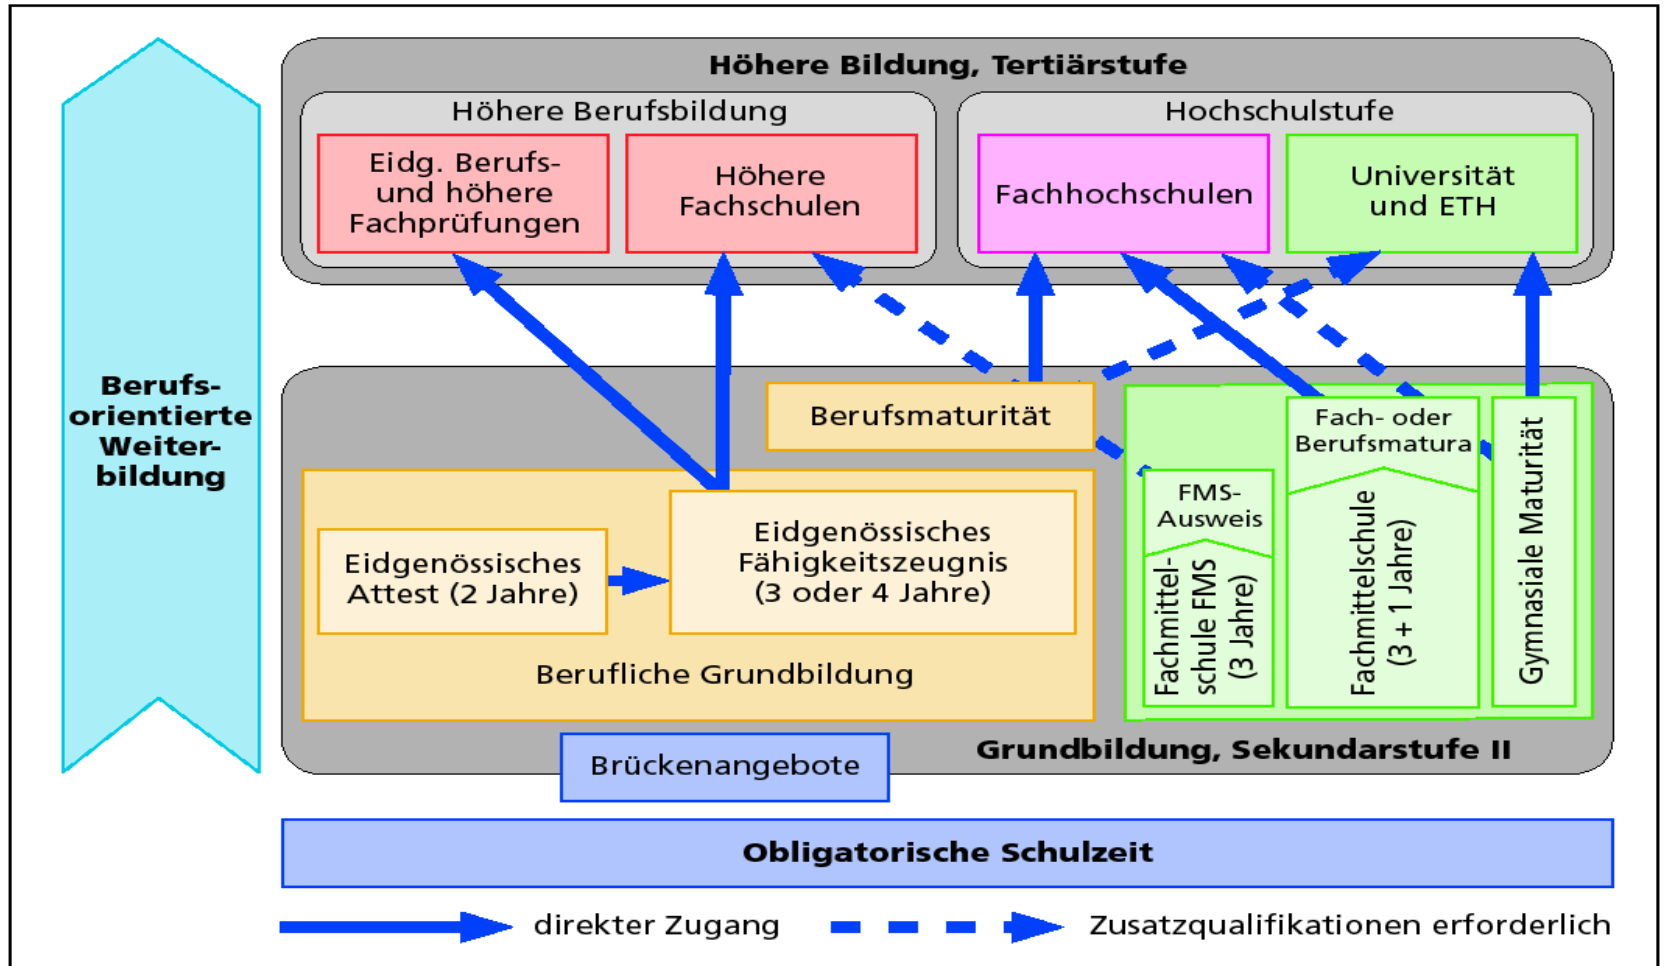 Höhere Bildung, Tertiärstufe
Höhere Berufsbildung
Hochschulstufe
Eidg. Berufs-
und höhere
Fachprüfungen
Höhere
Fachschulen
Fachhochschulen
Universität
und ETH
Berufs-
orientierte
Weiter-
bildung
Berufsmaturität
Fach- oder
Berufsmatura
Gymnasiale Maturität
FMS-
Ausweis
Eidgenössisches
Attest (2 Jahre)
Eidgenössisches
Fähigkeitszeugnis
(3 oder 4 Jahre)
Fachmittel-
schule FMS
(3 Jahre)
Fachmittelschule
(3 + 1 Jahre)
Berufliche Grundbildung
Grundbildung, Sekundarstufe II
Brückenangebote
Obligatorische Schulzeit
direkter Zugang
Zusatzqualifikationen erforderlich